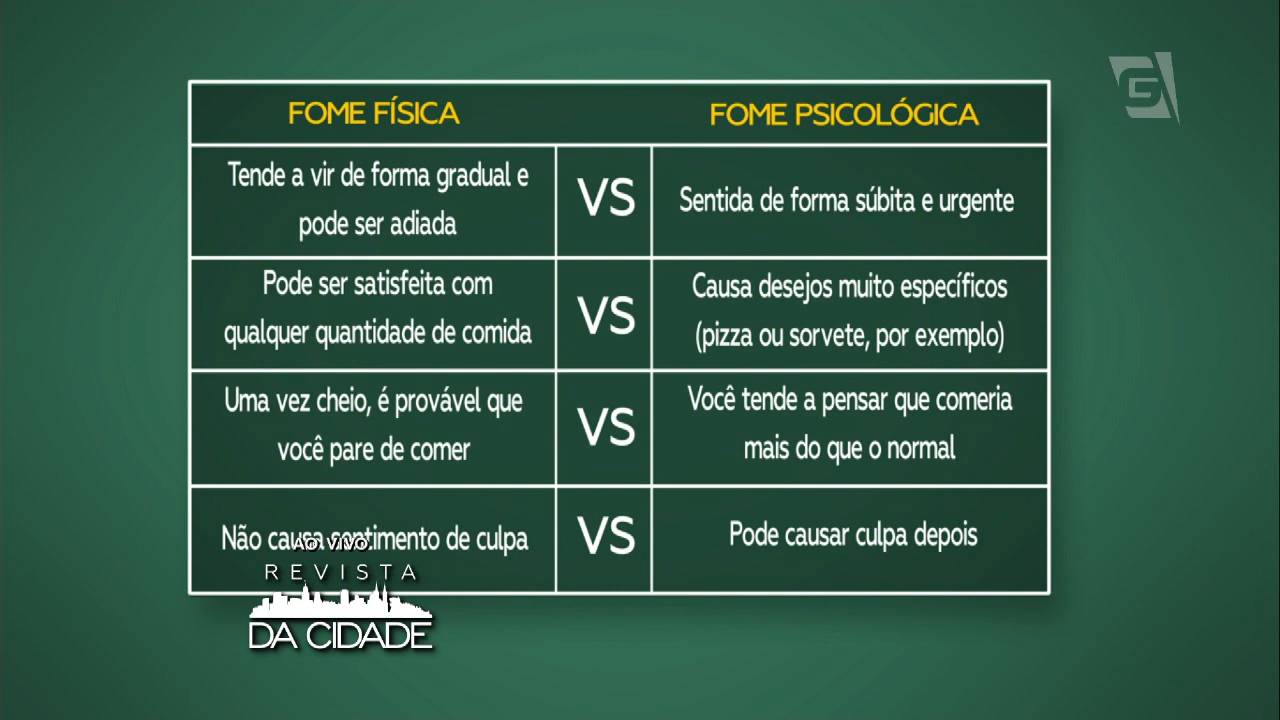 FOME FÍSICA
FOME PSICOLÓGICA
Tende a vir de forma gradual e
pode ser adiada
VS
Sentida de forma súbita e urgente
Pode ser satisfeita com
qualquer quantidade de comida
VS
Causa desejos muito específicos
(pizza ou sorvete, por exemplo)
Uma vez cheio, é provável que
você pare de comer
VS
Você tende a pensar que comeria
mais do que o normal
Não causa sentimento de culpa
VS
Pode causar culpa depois
AO VIVO
REVISTA
DA CIDADE
G